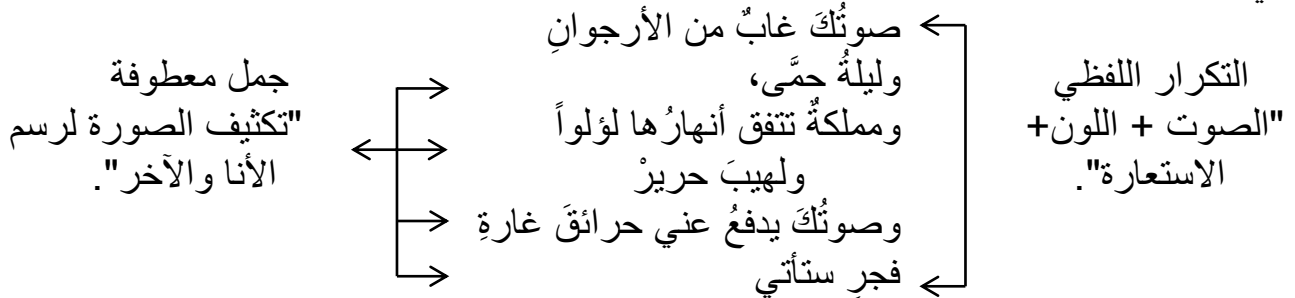 صوتُكَ غابٌ من الأرجوانِ
وليلةُ حمَّى،
ومملكةٌ تتفق أنهارُها لؤلواً
ولهيبَ حريرْ
وصوتُكَ يدفعُ عني حرائقَ غارةِ
فجرٍ ستأتي
التكرار اللفظي
"الصوت + اللون+
الاستعارة".
جمل معطوفة
"تكثيف الصورة لرسم
الأنا والآخر".